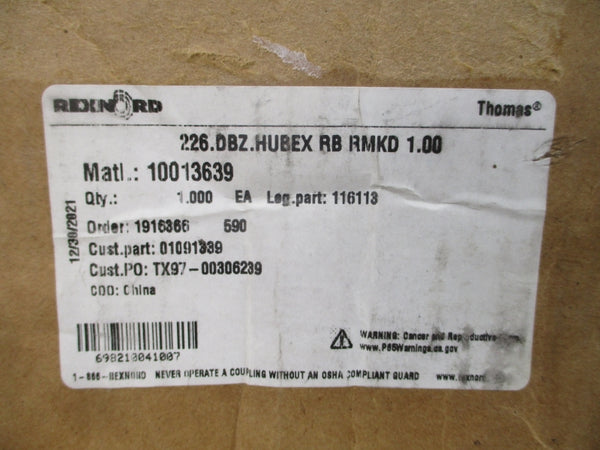 REXNORD
Thomas®
226.DBZ.HUBEX RB RMKD 1.00
Matl.: 10013639
Qty.: 1.000 EA Leg.part: 116113
12/30/2021
Order: 1916366 590
Cust.part: 01091339
Cust.PO: TX97-00306239
COO: China
698210041007
WARNING: Cancer and Reproductive
www.P65Warnings.ca.gov
1-866-REXNORD NEVER OPERATE A COUPLING WITHOUT AN OSHA COMPLIANT GUARD www.rexnord